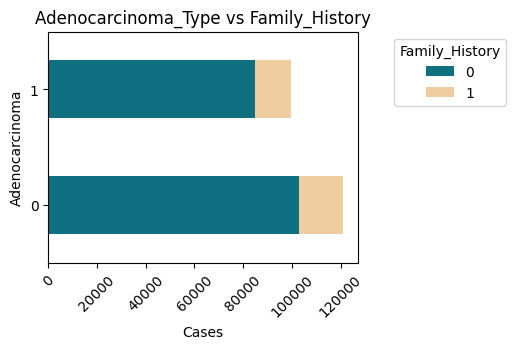 Adenocarcinoma_Type vs Family_History
Family_History
0
1
Adenocarcinoma
1
0
0
20000
40000
60000
80000
100000
120000
Cases